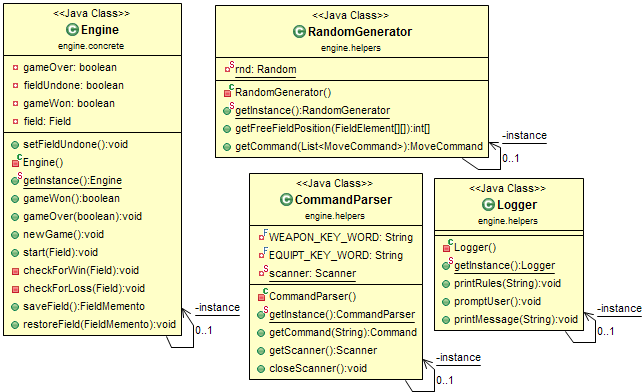 <<Java Class>>
Engine
engine.concrete
gameOver: boolean
fieldUndone: boolean
gameWon: boolean
field: Field
setFieldUndone():void
Engine()
getInstance():Engine
gameWon():boolean
gameOver(boolean):void
newGame():void
start(Field):void
checkForWin(Field):void
checkForLoss(Field):void
saveField():FieldMemento
restoreField(FieldMemento):void
-instance
0..1
<<Java Class>>
RandomGenerator
engine.helpers
rnd: Random
RandomGenerator()
getInstance():RandomGenerator
getFreeFieldPosition(FieldElement[][]):int[]
getCommand(List<MoveCommand>):MoveCommand
-instance
0..1
<<Java Class>>
CommandParser
engine.helpers
WEAPON_KEY_WORD: String
EQUIPT_KEY_WORD: String
scanner: Scanner
CommandParser()
getInstance():CommandParser
getCommand(String):Command
getScanner():Scanner
closeScanner():void
-instance
0..1
<<Java Class>>
Logger
engine.helpers
Logger()
getInstance():Logger
printRules(String):void
promptUser():void
printMessage(String):void
-instance
0..1